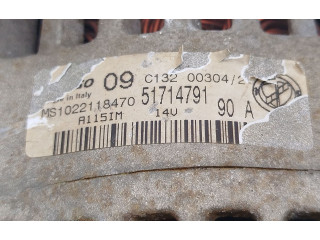 09 C132 00304/2
in Italy
MS1022118470 51714791 90 A
A115IM 14V